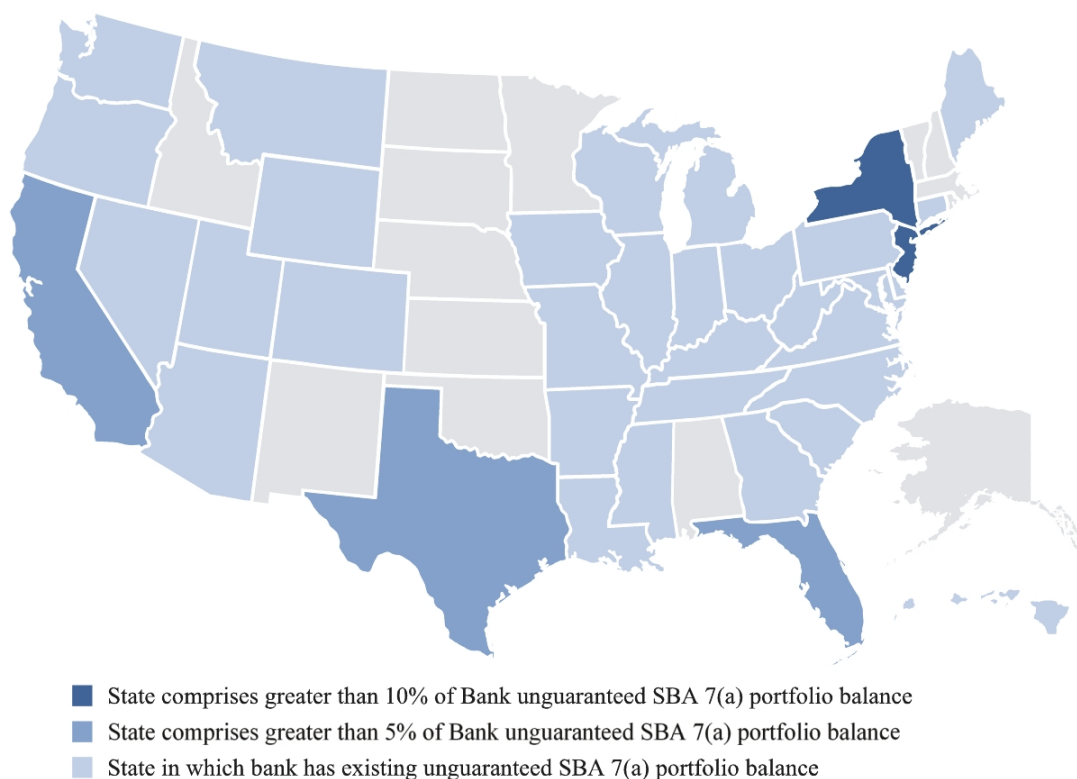 State comprises greater than 10% of Bank unguaranteed SBA 7(a) portfolio balance
State comprises greater than 5% of Bank unguaranteed SBA 7(a) portfolio balance
State in which bank has existing unguaranteed SBA 7(a) portfolio balance